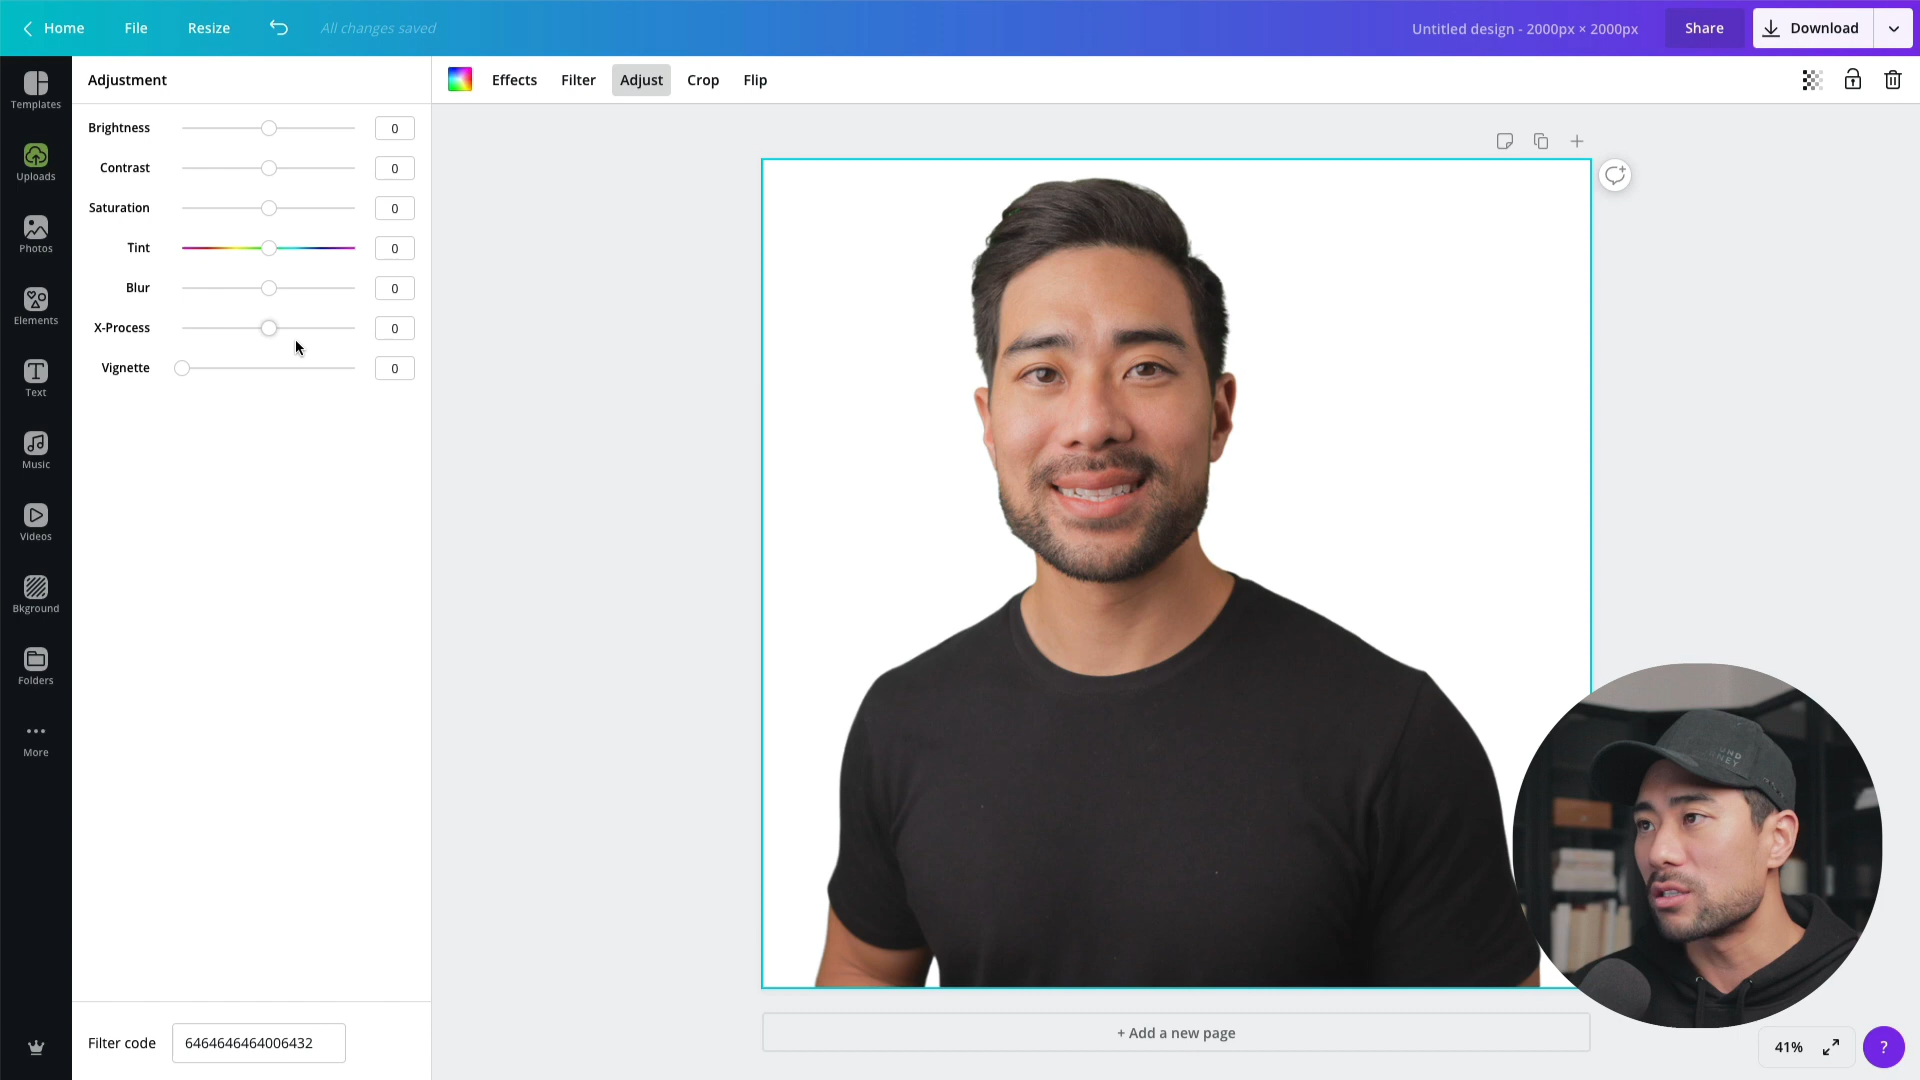 Home File Resize All changes saved Untitled design - 2000px × 2000px Share Download
Templates
Uploads
Photos
Elements
Text
Music
Videos
Bkground
Folders
More
Adjustment
Brightness 0
Contrast 0
Saturation 0
Tint 0
Blur 0
X-Process 0
Vignette 0
Filter code 6464646464006432
Effects Filter Adjust Crop Flip
+ Add a new page
41% ?